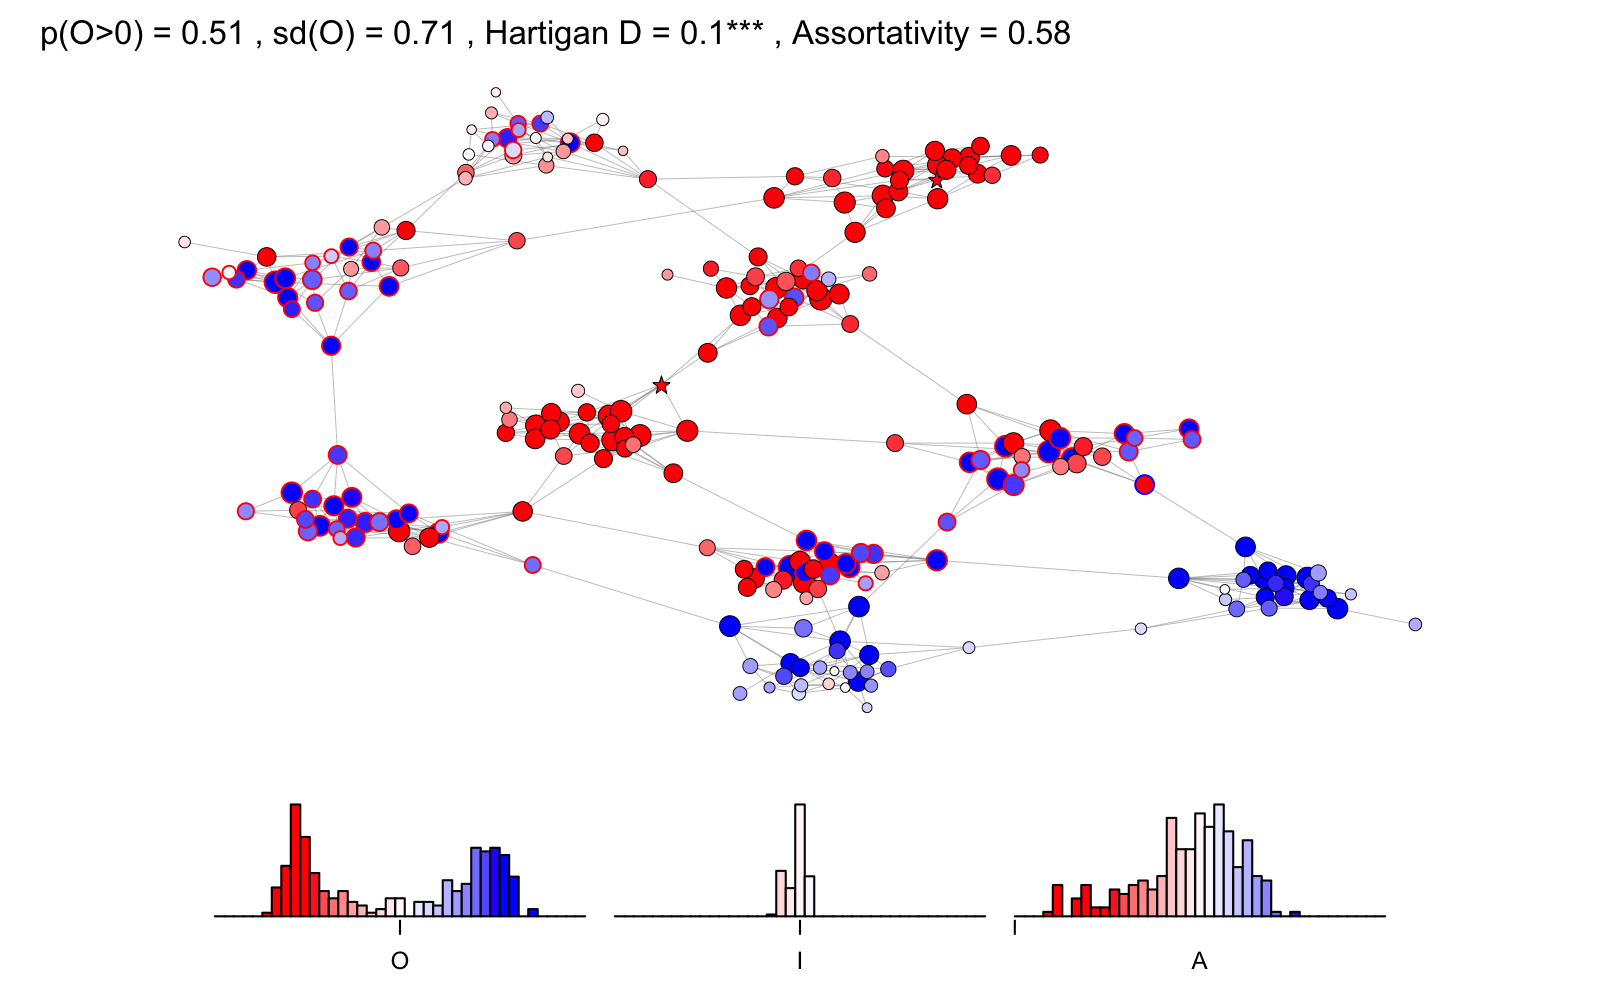 p(O>0) = 0.51 , sd(O) = 0.71 , Hartigan D = 0.1*** , Assortativity = 0.58
O I A